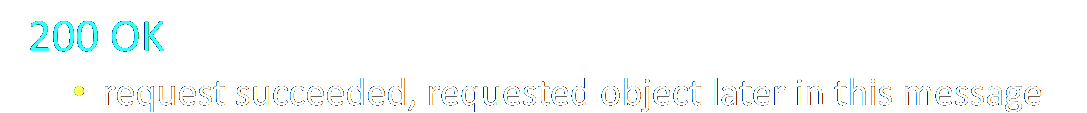 200 OK
• request succeeded, requested object later in this message